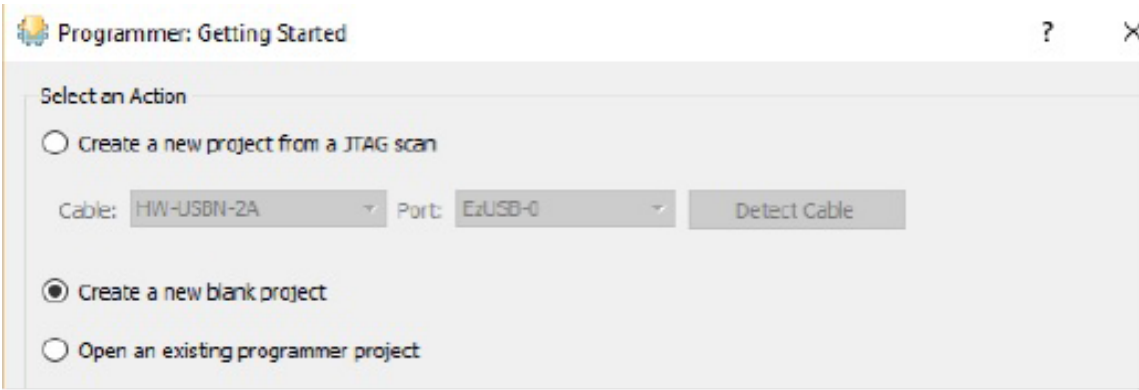 Programmer: Getting Started ?
Select an Action
Create a new project from a JTAG scan
Cable: HW-USBN-2A Port: EzUSB-0 Detect Cable
Create a new blank project
Open an existing programmer project